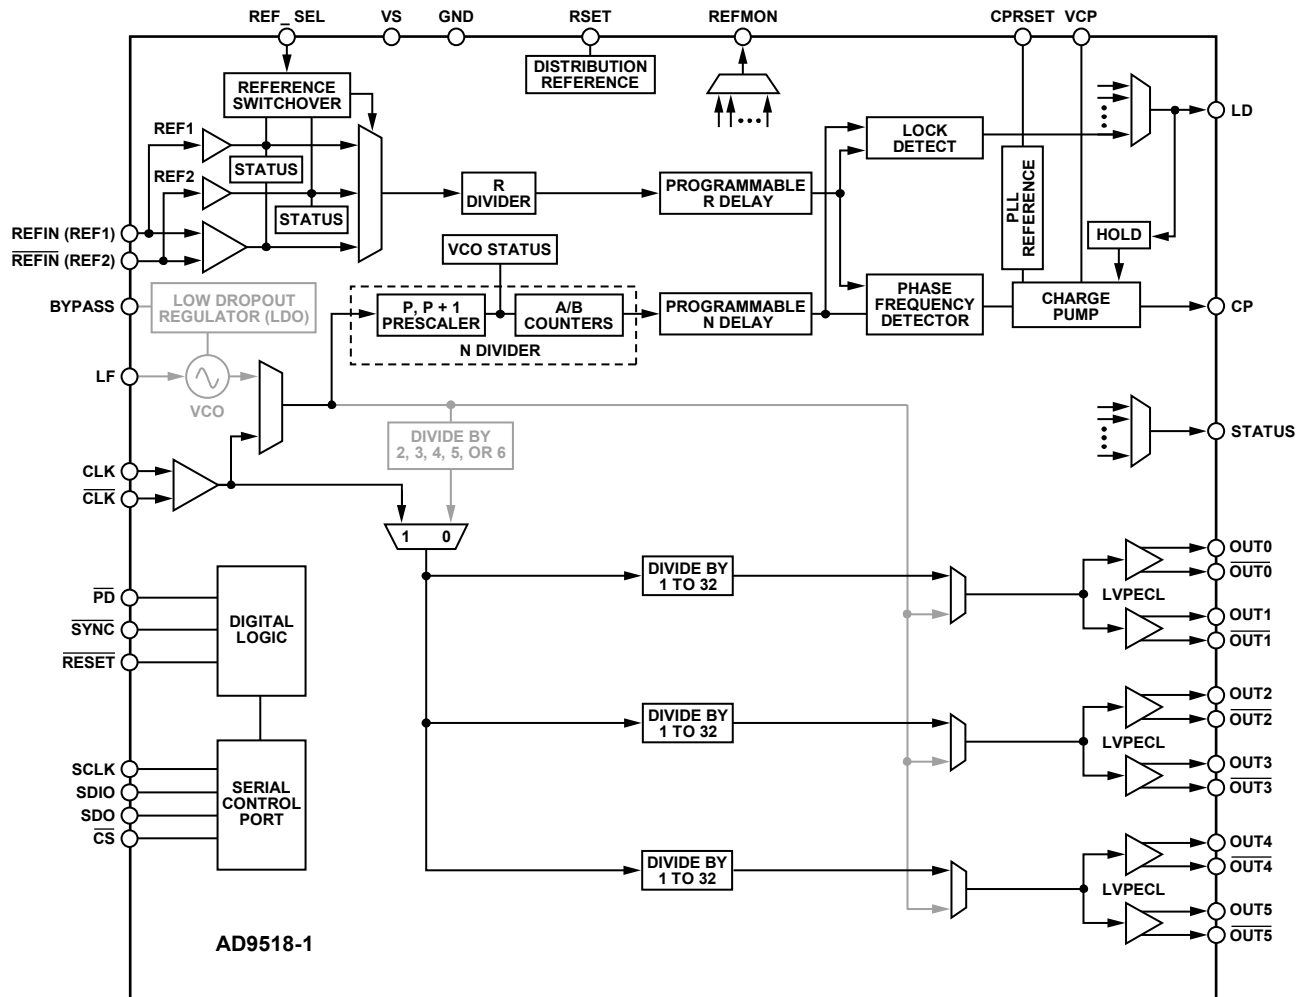 REF_SEL
VS
GND
RSET
REFMON
CPRSET
VCP
DISTRIBUTION
REFERENCE
REFERENCE
SWITCHOVER
REF1
STATUS
REF2
STATUS
R
DIVIDER
PROGRAMMABLE
R DELAY
LOCK
DETECT
LD
PLL
REFERENCE
HOLD
REFIN (REF1)
REFIN (REF2)
VCO STATUS
BYPASS
LOW DROPOUT
REGULATOR (LDO)
P, P + 1
PRESCALER
A/B
COUNTERS
N DIVIDER
PROGRAMMABLE
N DELAY
PHASE
FREQUENCY
DETECTOR
CHARGE
PUMP
CP
LF
VCO
DIVIDE BY
2, 3, 4, 5, OR 6
STATUS
CLK
CLK
1 0
PD
SYNC
RESET
DIGITAL
LOGIC
DIVIDE BY
1 TO 32
LVPECL
OUT0
OUT0
OUT1
OUT1
DIVIDE BY
1 TO 32
LVPECL
OUT2
OUT2
OUT3
OUT3
SCLK
SDIO
SDO
CS
SERIAL
CONTROL
PORT
DIVIDE BY
1 TO 32
LVPECL
OUT4
OUT4
OUT5
OUT5
AD9518-1